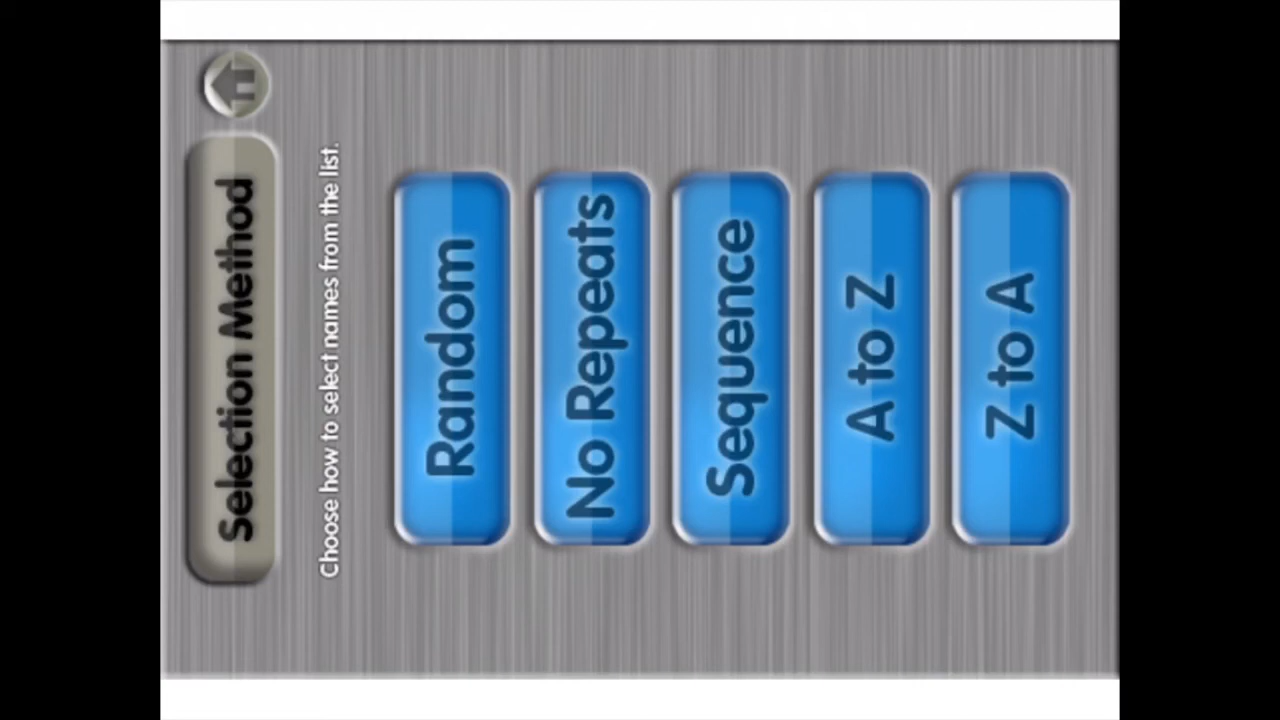 Selection Method
Choose how to select names from the list.
Random
No Repeats
Sequence
A to Z
Z to A